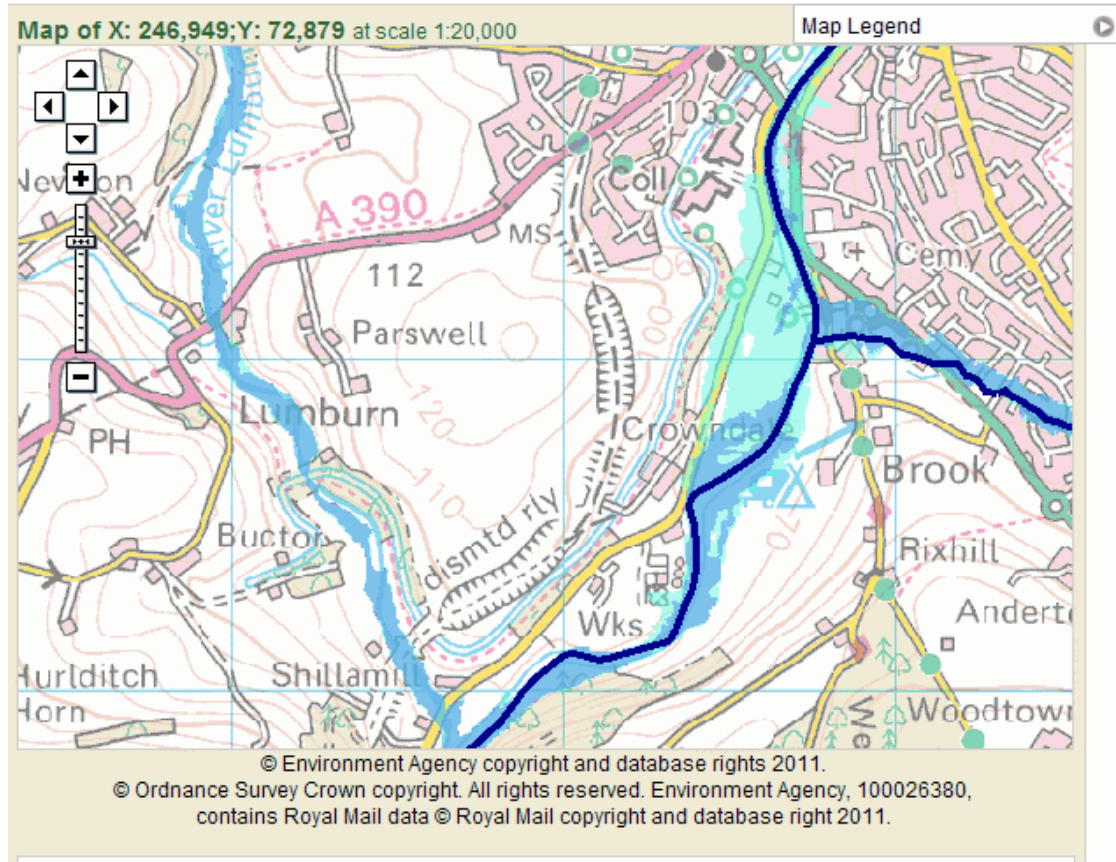 Map of X: 246,949;Y: 72,879 at scale 1:20,000
Map Legend
103
River Lumburn
Coll
A 390
MS
Cemy
112
Parswell
100
Lumburn
120
PH
Crowndale
110
Brook
Buctor
dismtd rly
70
Rixhill
Wks
Hurlditch
Horn
Shillamill
Woodtown
© Environment Agency copyright and database rights 2011.
© Ordnance Survey Crown copyright. All rights reserved. Environment Agency, 100026380,
contains Royal Mail data © Royal Mail copyright and database right 2011.